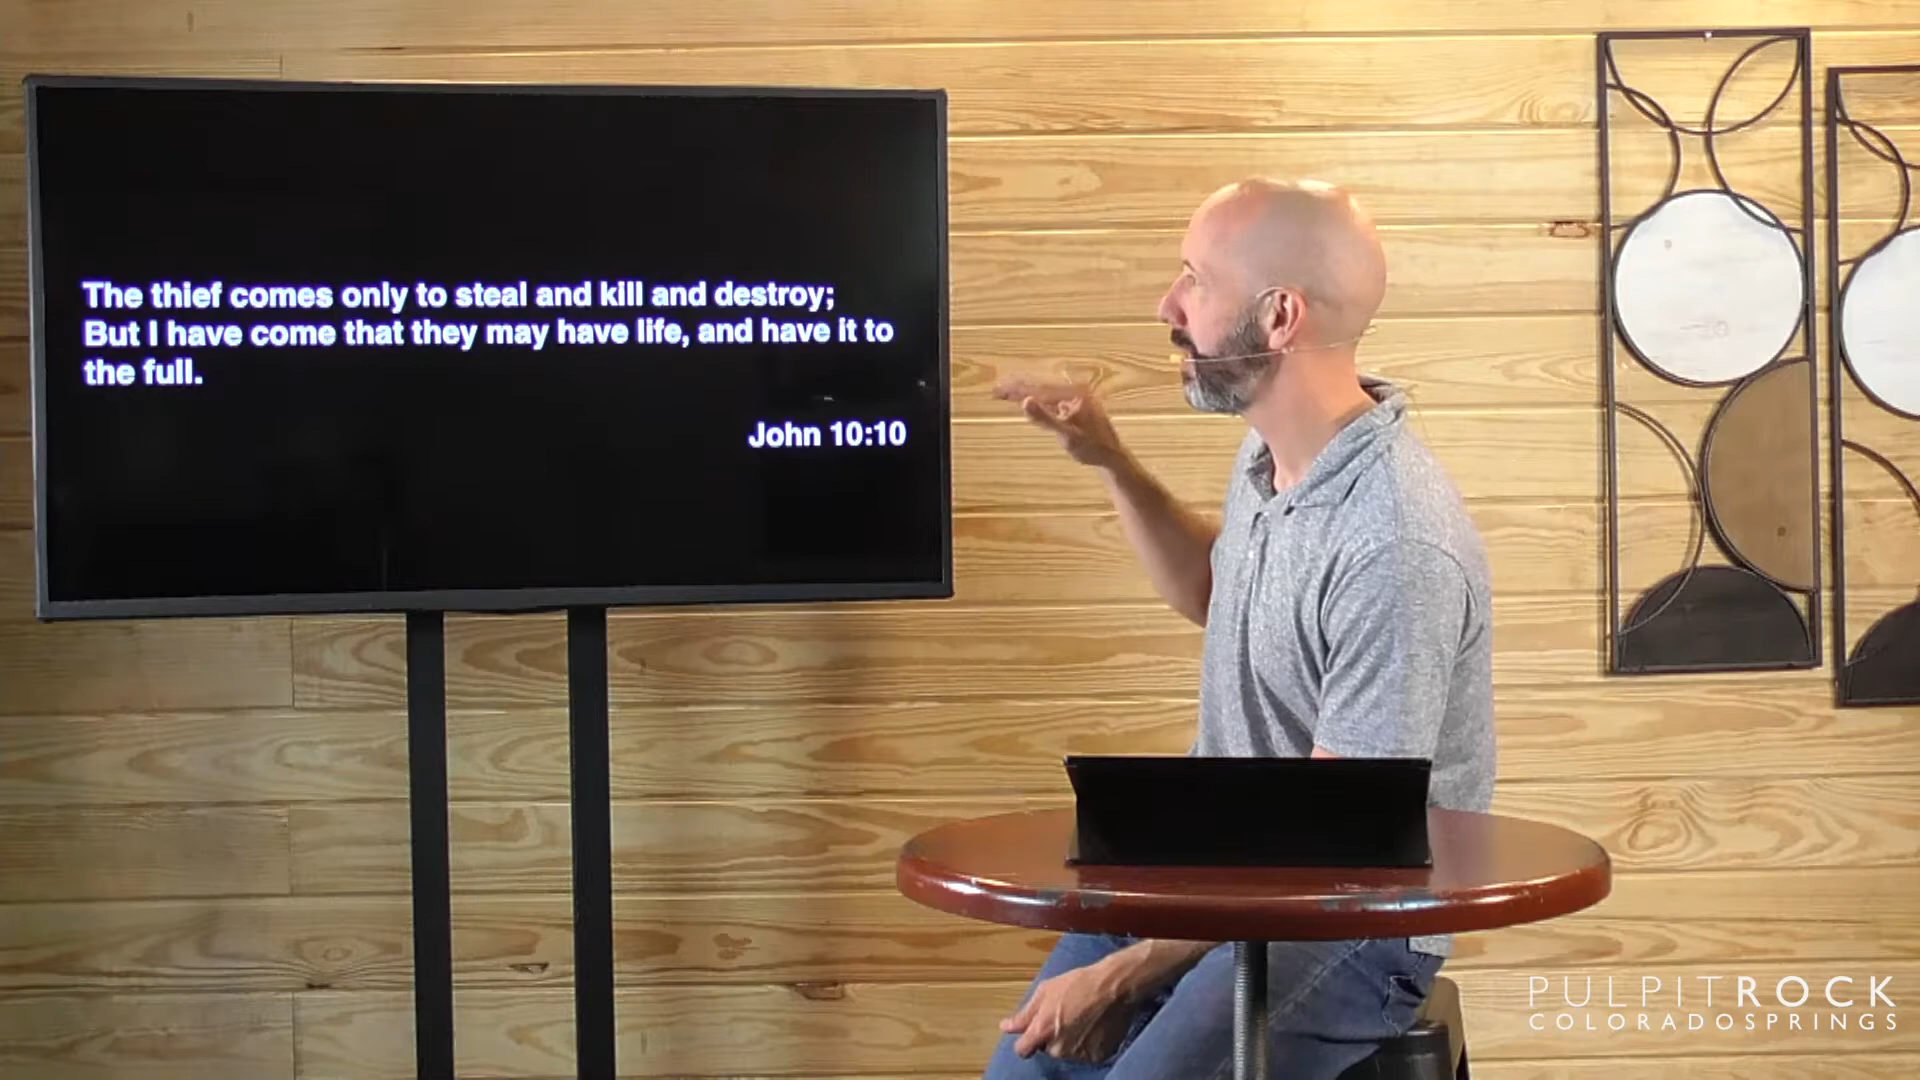 The thief comes only to steal and kill and destroy;
But I have come that they may have life, and have it to
the full.
John 10:10
PULPITROCK
COLORADOSPRINGS